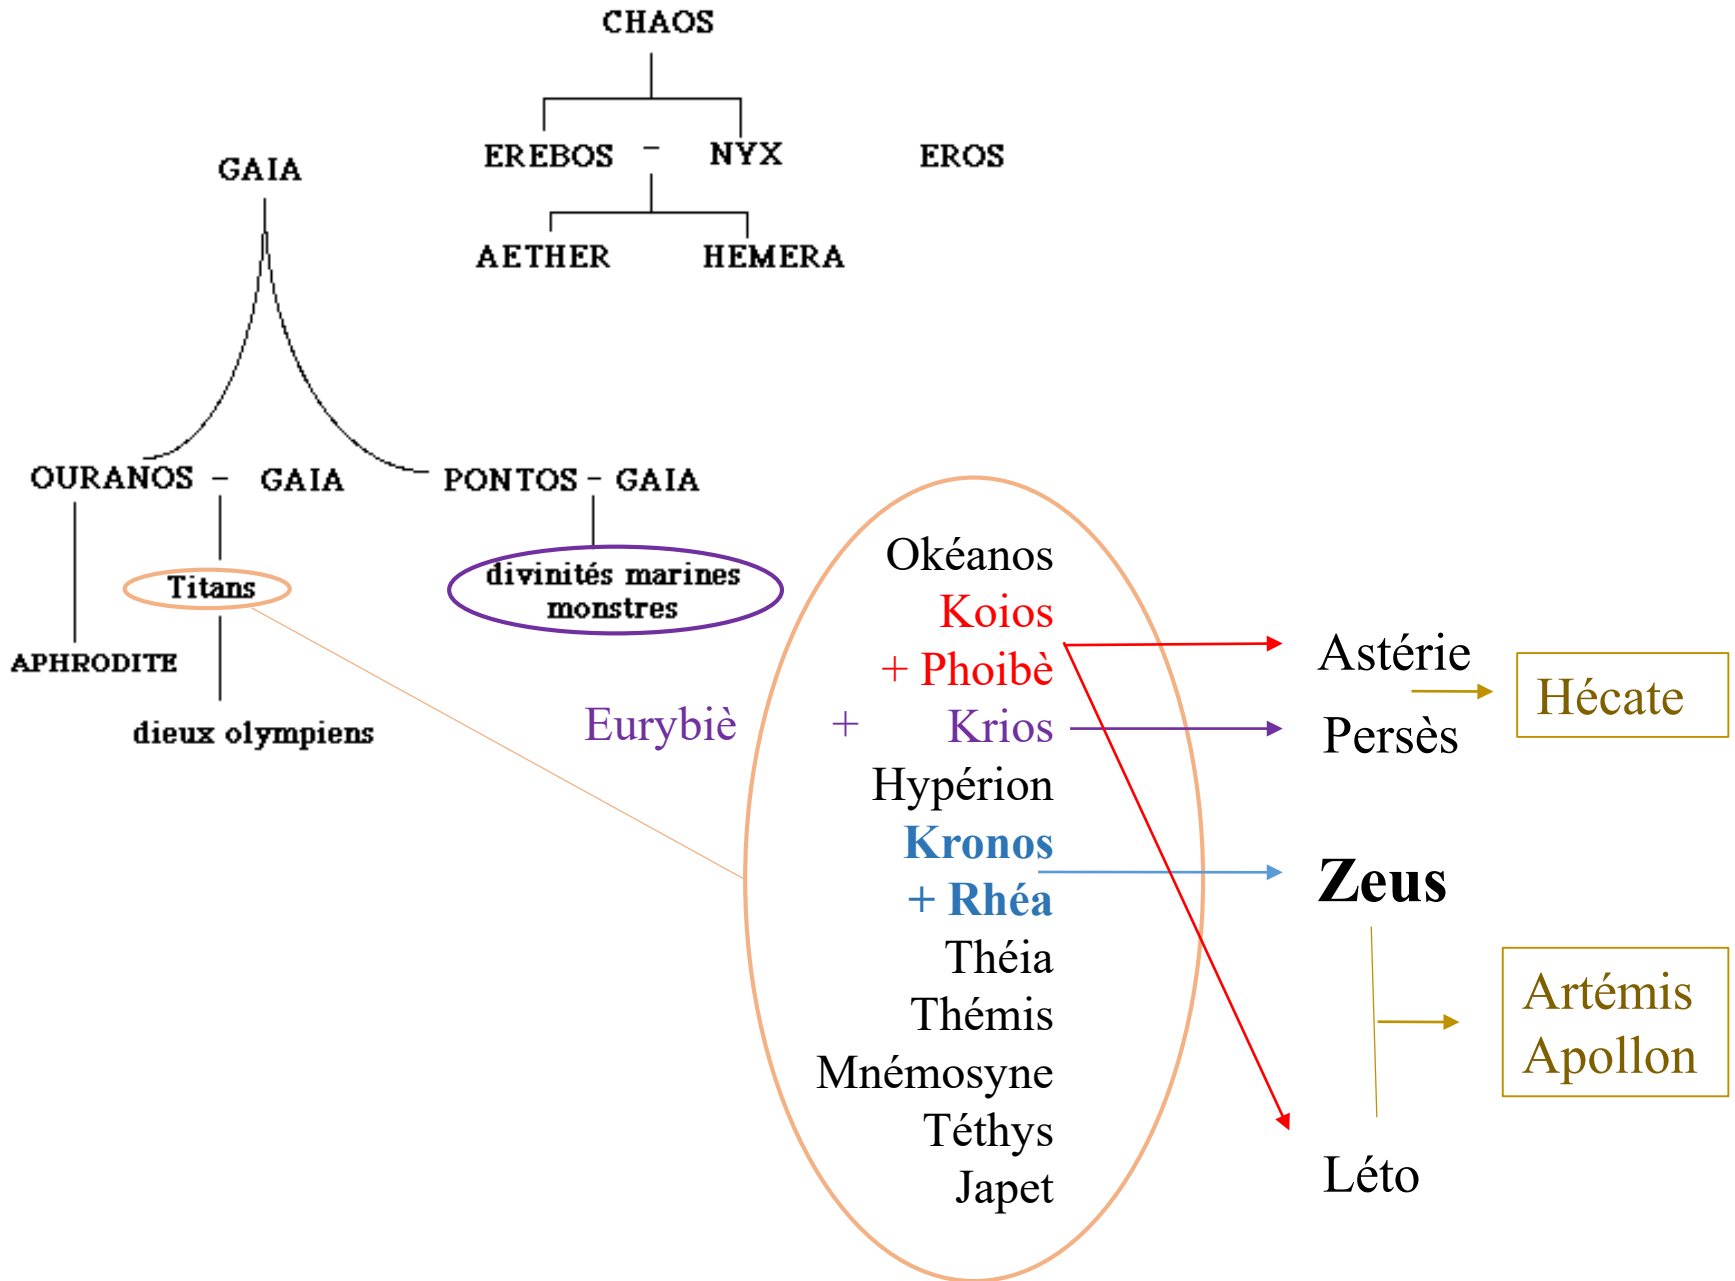 CHAOS
EREBOS – NYX
EROS
GAIA
AETHER
HEMERA
OURANOS – GAIA
PONTOS – GAIA
Titans
divinités marines
monstres
APHRODITE
dieux olympiens
Okéanos
Koios
+ Phoibè
Eurybiè + Krios
Hypérion
Kronos
+ Rhéa
Théia
Thémis
Mnémosyne
Téthys
Japet
Astérie
Persès
Hécate
Zeus
Artémis
Apollon
Léto